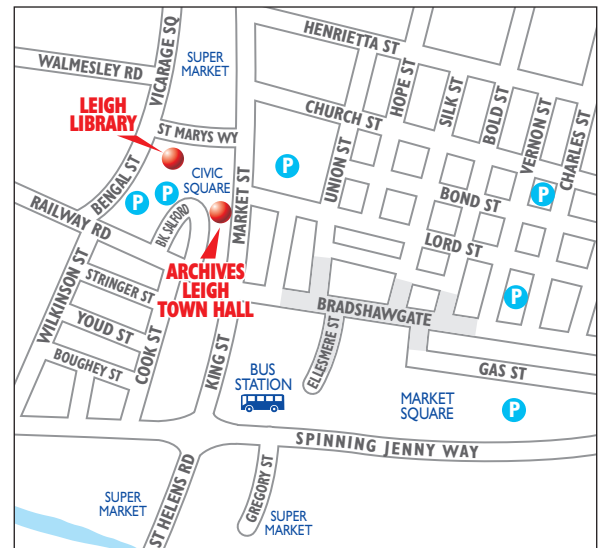 HENRIETTA ST
VICARAGE SQ
SUPER
MARKET
WALMESLEY RD
HOPE ST
SILK ST
BOLD ST
VERNON ST
CHARLES ST
LEIGH
LIBRARY
CHURCH ST
ST MARYS WY
UNION ST
BENGAL ST
CIVIC
SQUARE
P
P
P
P
MARKET ST
BOND ST
RAILWAY RD
BK SALFORD
LORD ST
ARCHIVES
LEIGH
TOWN HALL
WILKINSON ST
STRINGER ST
P
BRADSHAWGATE
YOUD ST
COOK ST
KING ST
ELLESMERE ST
BOUGHEY ST
BUS
STATION
GAS ST
MARKET
SQUARE
P
SPINNING JENNY WAY
ST HELENS RD
GREGORY ST
SUPER
MARKET
SUPER
MARKET